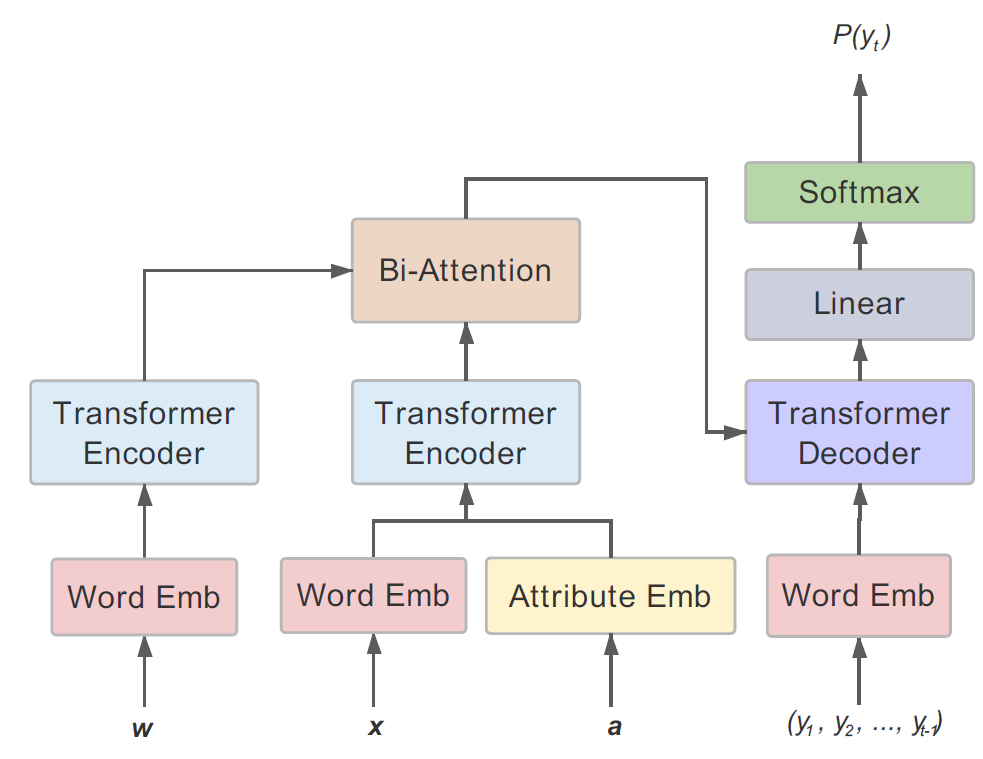 P(y_t)
Softmax
Bi-Attention
Linear
Transformer
Encoder
Transformer
Encoder
Transformer
Decoder
Word Emb
Word Emb
Attribute Emb
Word Emb
w
x
a
(y_1, y_2, ..., y_t-1)